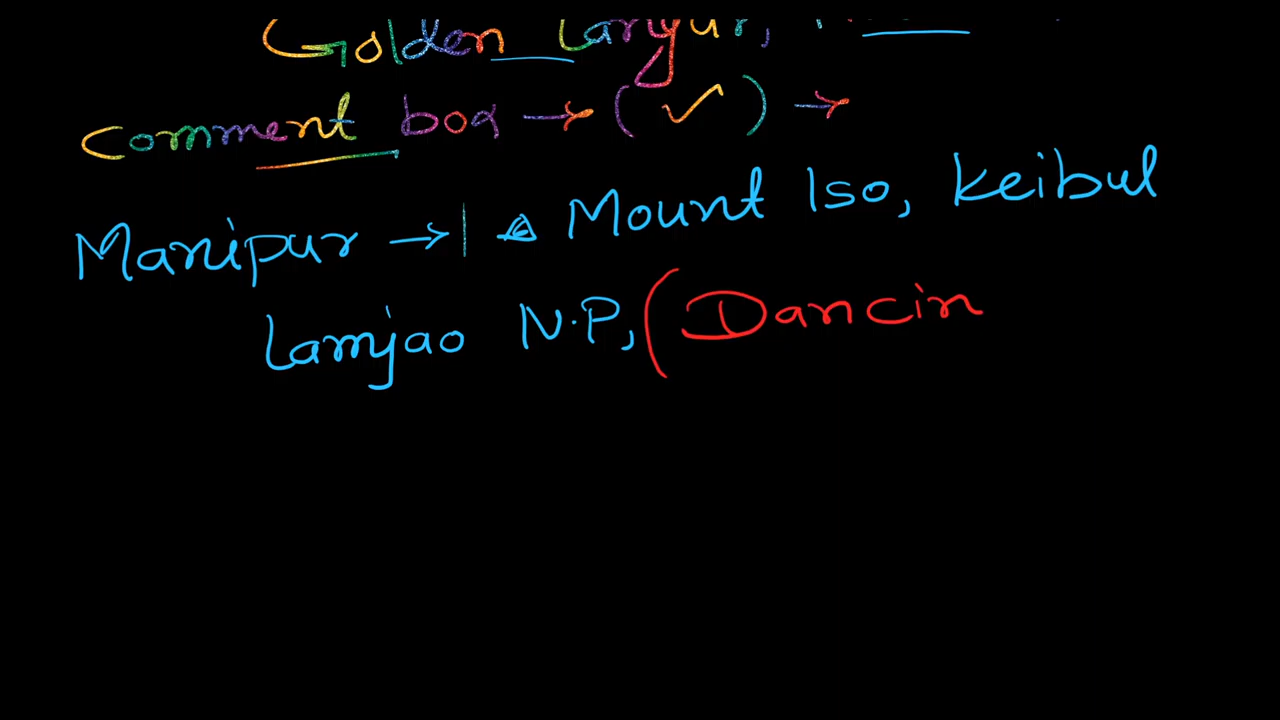 Golden Langur,
comment box → (✓) →
Manipur → | Mount Iso, Keibul
Lamjao N.P, (Dancin